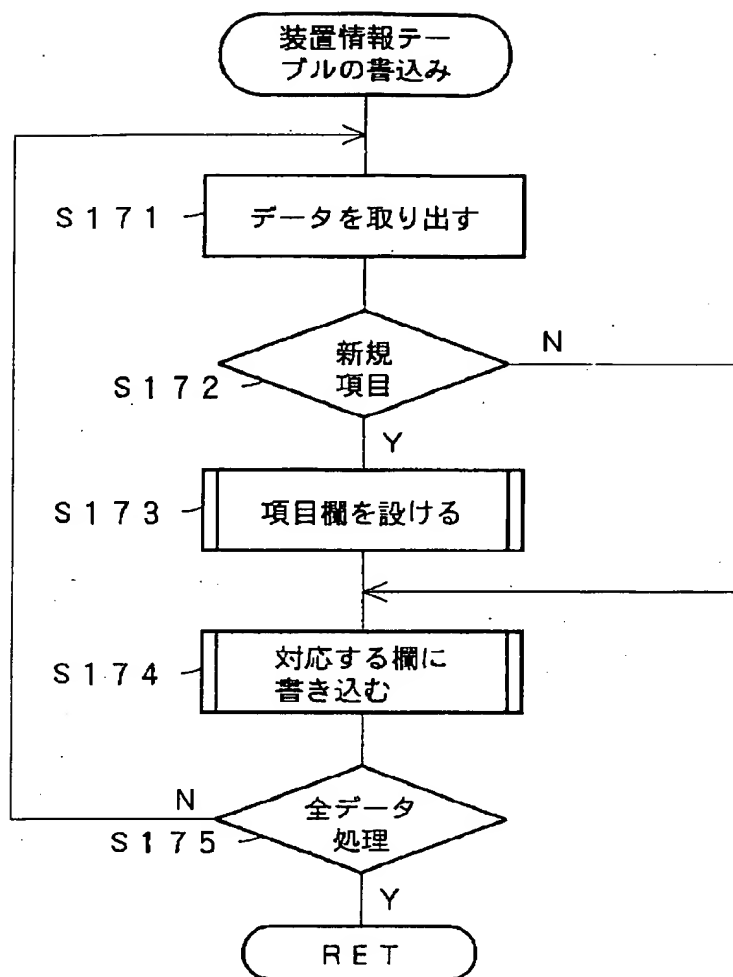 装置情報テー
ブルの書込み
S171
データを取り出す
新規
項目
N
S172
Y
S173
項目欄を設ける
S174
対応する欄に
書き込む
N
全データ
処理
S175
Y
RET